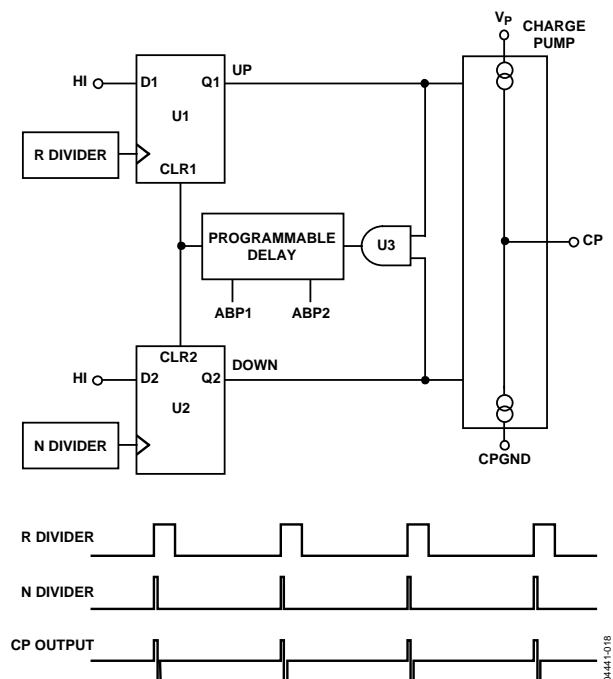 VP
CHARGE
PUMP
HI
D1
Q1
UP
U1
R DIVIDER
CLR1
PROGRAMMABLE
DELAY
U3
CP
ABP1
ABP2
CLR2
DOWN
HI
D2
Q2
U2
N DIVIDER
CPGND
R DIVIDER
N DIVIDER
CP OUTPUT
04441-018